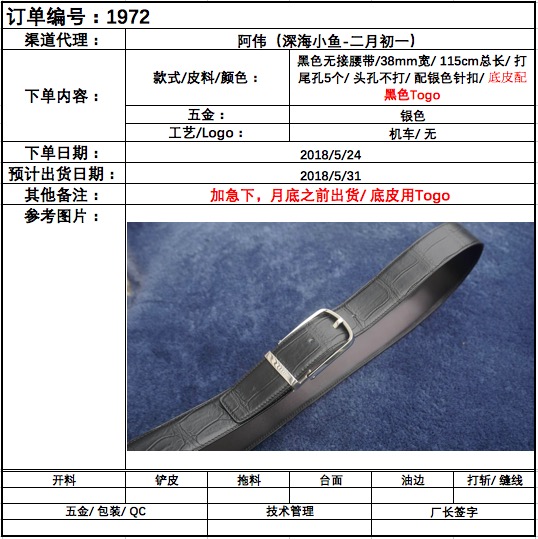 订单编号：1972
渠道代理：
阿伟（深海小鱼-二月初一）
下单内容：
款式/皮料/颜色：
黑色无接腰带/38mm宽/ 115cm总长/ 打
尾孔5个/ 头孔不打/ 配银色针扣/ 底皮配
黑色Togo
五金：
银色
工艺/Logo：
机车/ 无
下单日期：
2018/5/24
预计出货日期：
2018/5/31
其他备注：
加急下，月底之前出货/ 底皮用Togo
参考图片：
开料
铲皮
拖料
台面
油边
打斩/ 缝线
五金/ 包装/ QC
技术管理
厂长签字